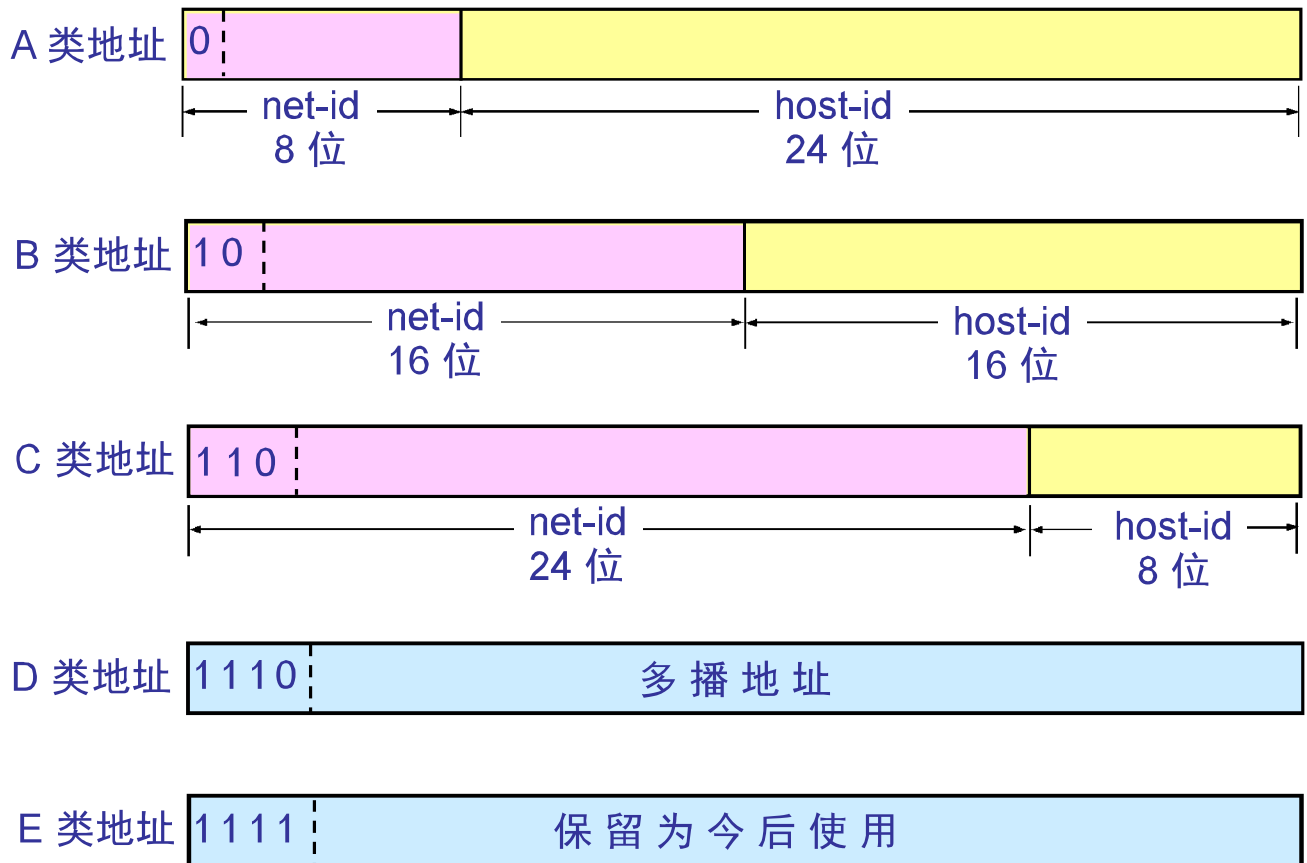 A 类地址 0
net-id host-id
8 位 24 位
B 类地址 1 0
net-id host-id
16 位 16 位
C 类地址 1 1 0
net-id host-id
24 位 8 位
D 类地址 1 1 1 0 多 播 地 址
E 类地址 1 1 1 1 保 留 为 今 后 使 用